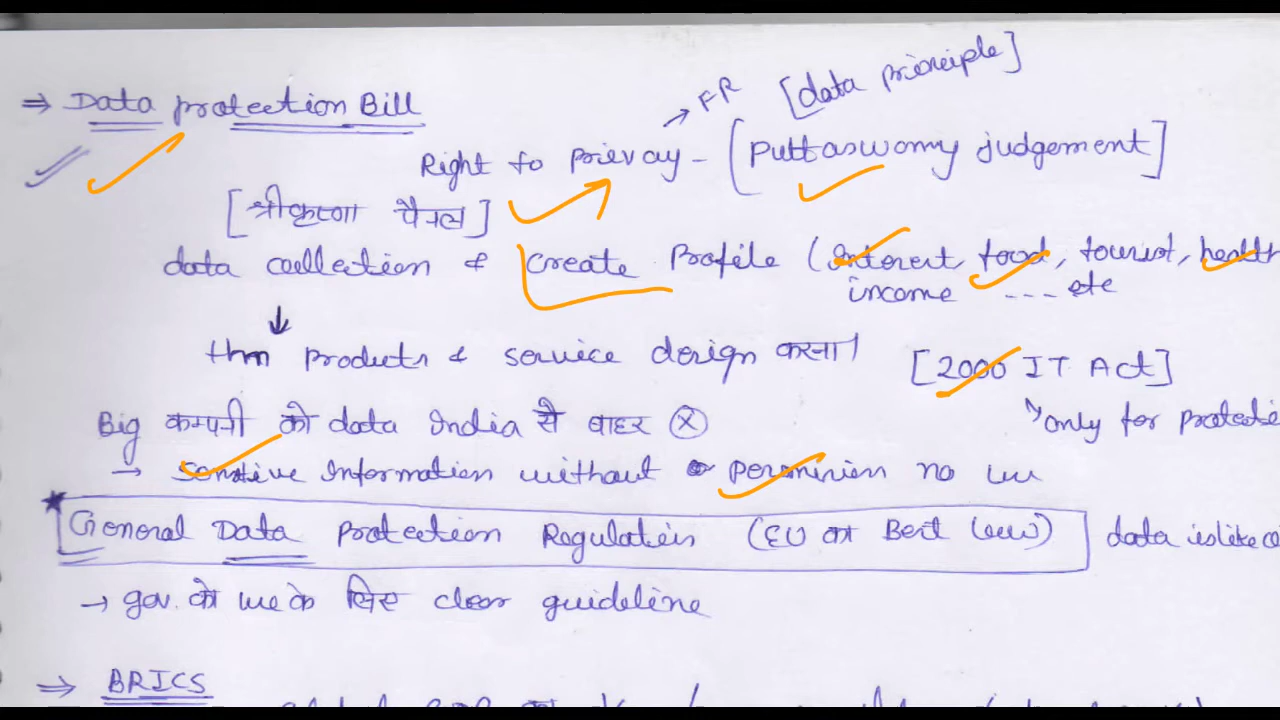 ⇒ Data protection Bill
→ FR [data principle]
Right to privacy - [Puttaswamy judgement]
[श्रीकृष्णा पैनल]
data collection & Create Profile (Interest, food, tourist, health
income ---- etc
↓
Products & service design करना। [2000 IT Act]
↘only for protectio
Big कम्पनी को data India से बाहर ⓧ
→ Sensitive Information without permission no use
★ General Data Protection Regulation (EU का Best law) data is like
→ gov. को use के लिए clear guideline
⇒ BRICS